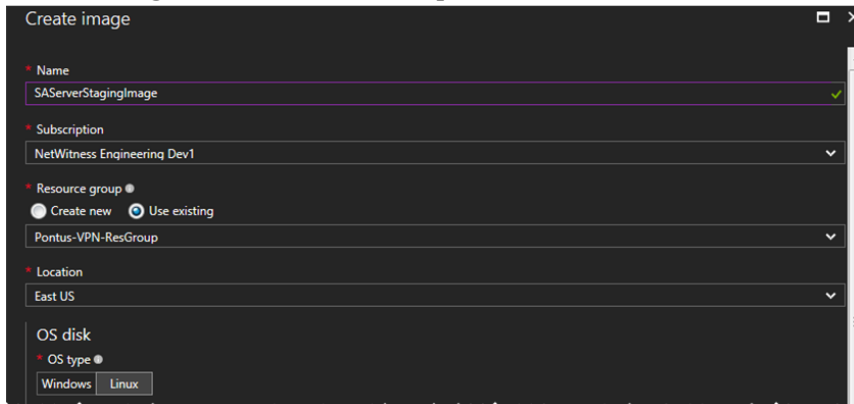 Create image
* Name
SAServerStagingImage
* Subscription
NetWitness Engineering Dev1
* Resource group
Create new Use existing
Pontus-VPN-ResGroup
* Location
East US
OS disk
* OS type
Windows Linux